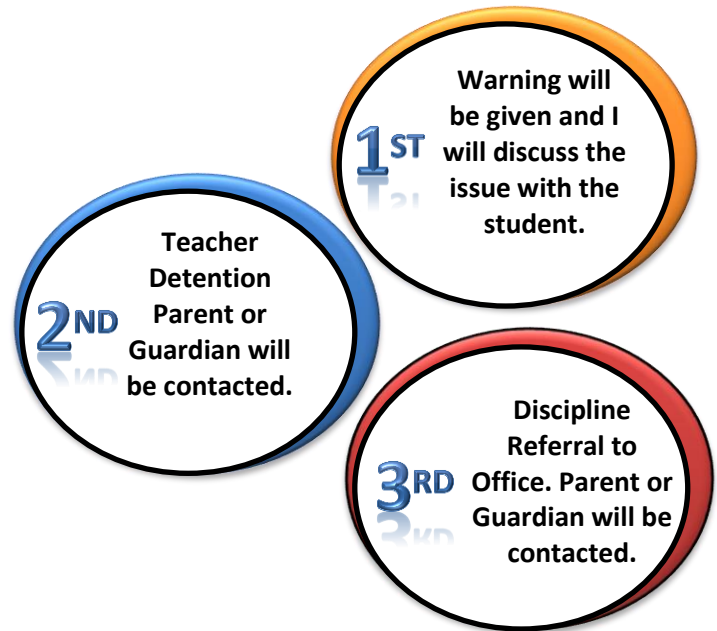 1ST
Warning will
be given and I
will discuss the
issue with the
student.
2ND
Teacher
Detention
Parent or
Guardian will
be contacted.
3RD
Discipline
Referral to
Office. Parent or
Guardian will be
contacted.